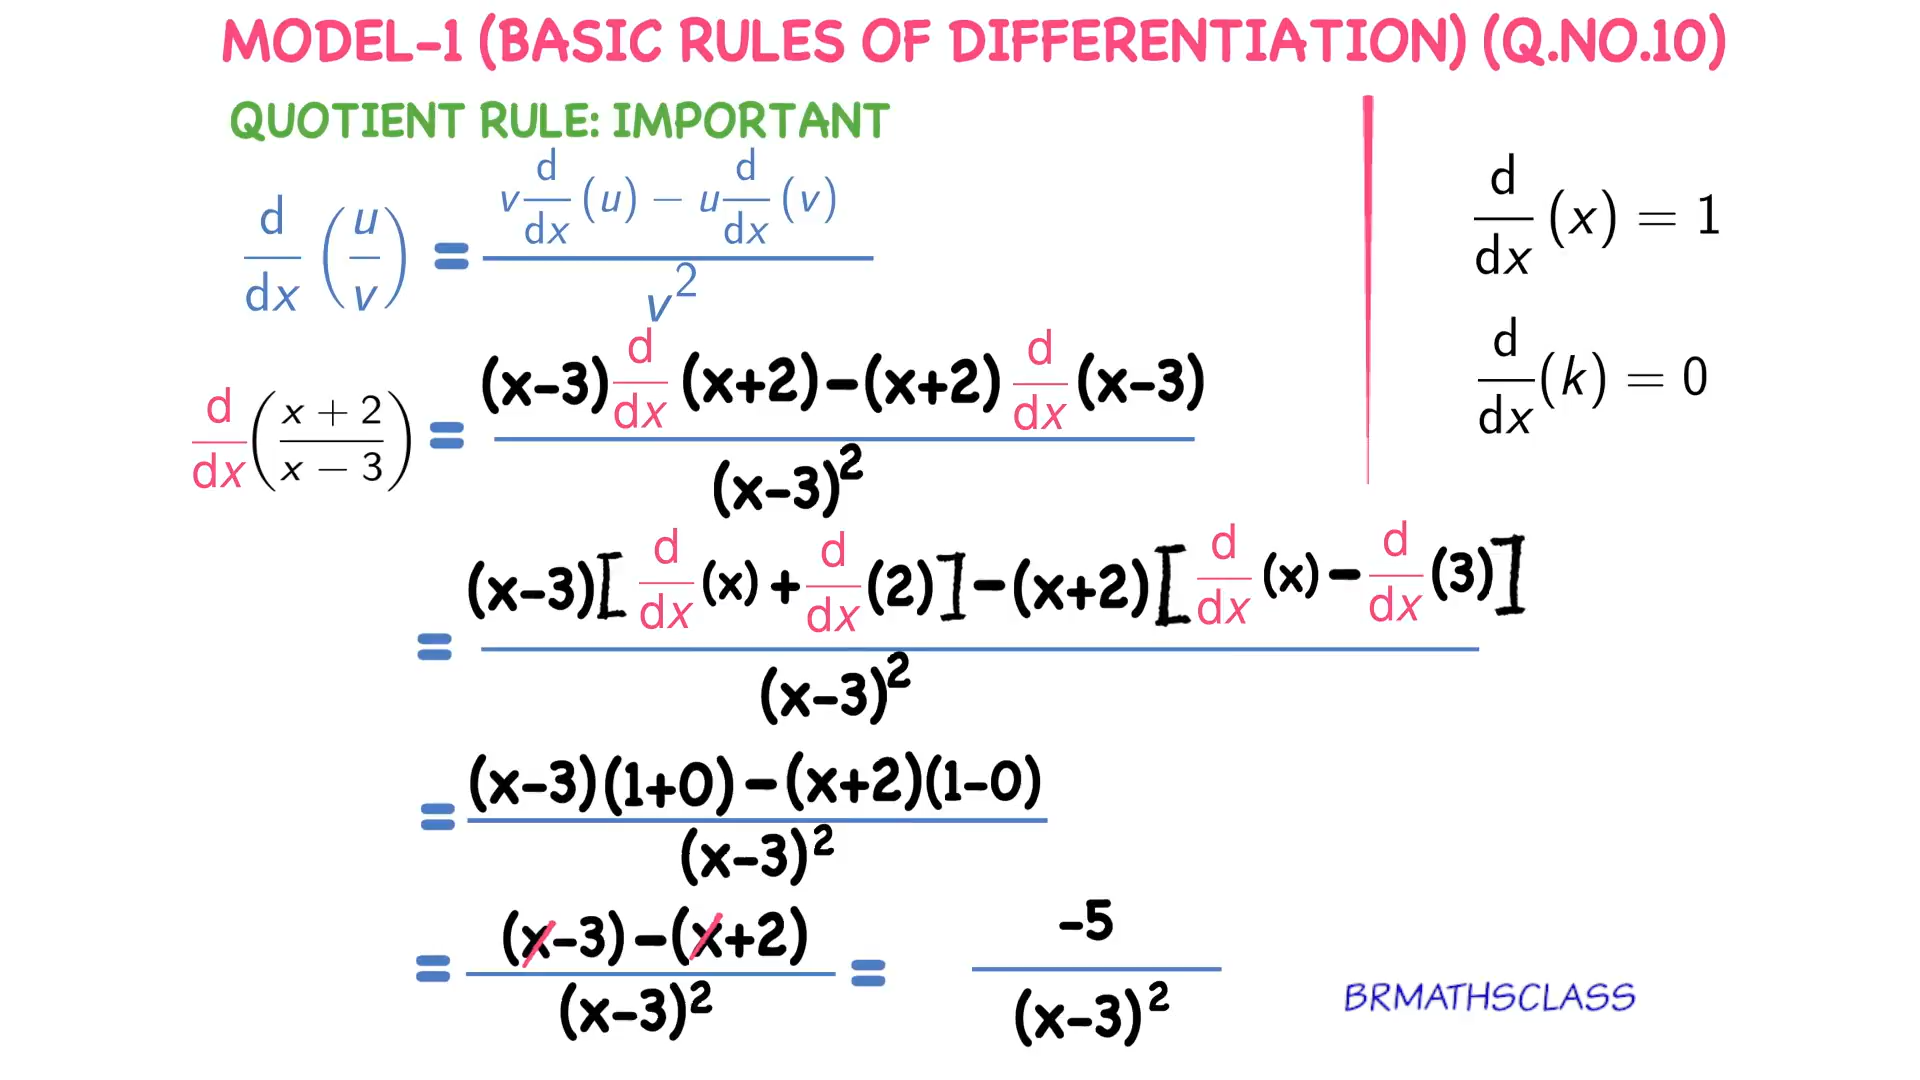 MODEL-1 (BASIC RULES OF DIFFERENTIATION) (Q.NO.10)
QUOTIENT RULE: IMPORTANT
d/dx (u/v) = (v d/dx (u) − u d/dx (v)) / v²
d/dx (x) = 1
d/dx (k) = 0
d/dx ((x + 2)/(x − 3)) = ((x-3) d/dx (x+2)-(x+2) d/dx (x-3)) / (x-3)²
= ((x-3)[d/dx (x) + d/dx (2)]-(x+2)[d/dx (x) - d/dx (3)]) / (x-3)²
= ((x-3)(1+0)-(x+2)(1-0)) / (x-3)²
= ((x-3)-(x+2)) / (x-3)² = -5 / (x-3)²
BRMATHSCLASS